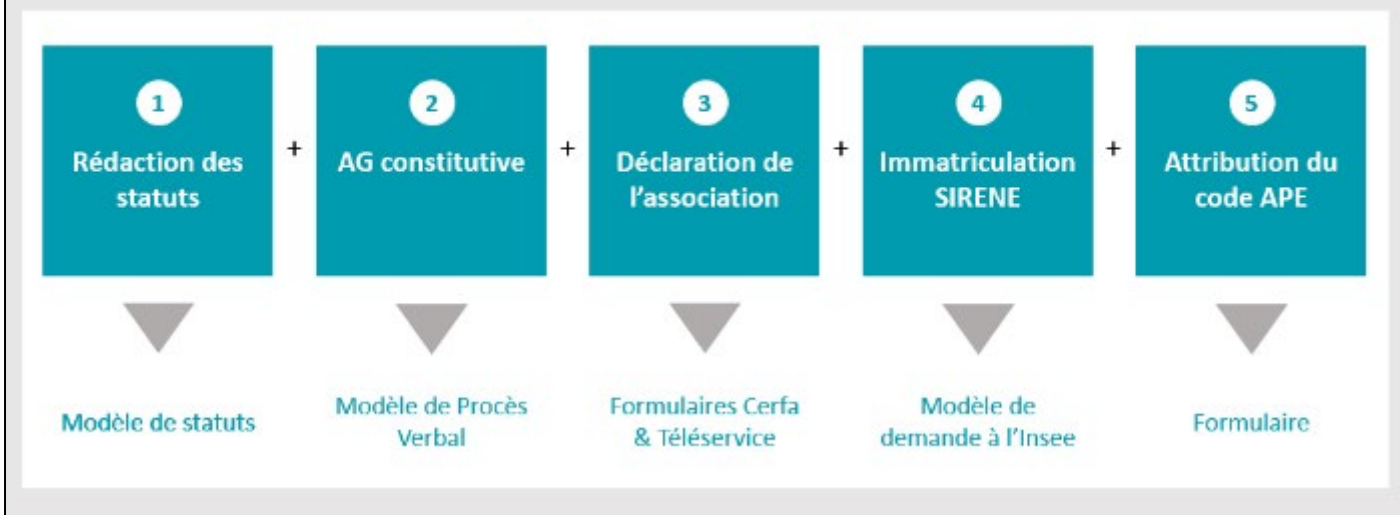 1
Rédaction des
statuts
+
2
AG constitutive
+
3
Déclaration de
l'association
+
4
Immatriculation
SIRENE
+
5
Attribution du
code APE
Modèle de statuts
Modèle de Procès
Verbal
Formulaires Cerfa
& Téléservice
Modèle de
demande à l'Insee
Formulaire